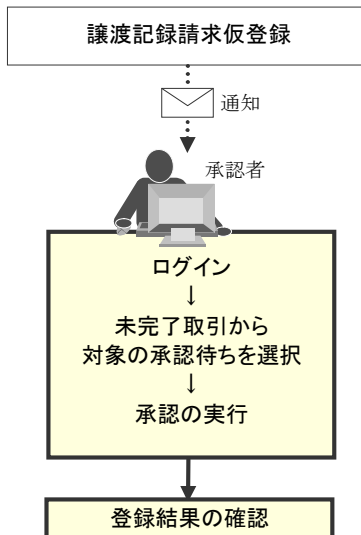 譲渡記録請求仮登録
通知
承認者
ログイン
↓
未完了取引から
対象の承認待ちを選択
↓
承認の実行
登録結果の確認